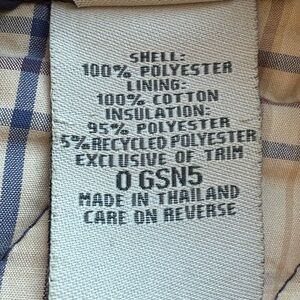 SHELL:
100% POLYESTER
LINING:
100% COTTON
INSULATION:
95% POLYESTER
5% RECYCLED POLYESTER
EXCLUSIVE OF TRIM
0 GSN5
MADE IN THAILAND
CARE ON REVERSE